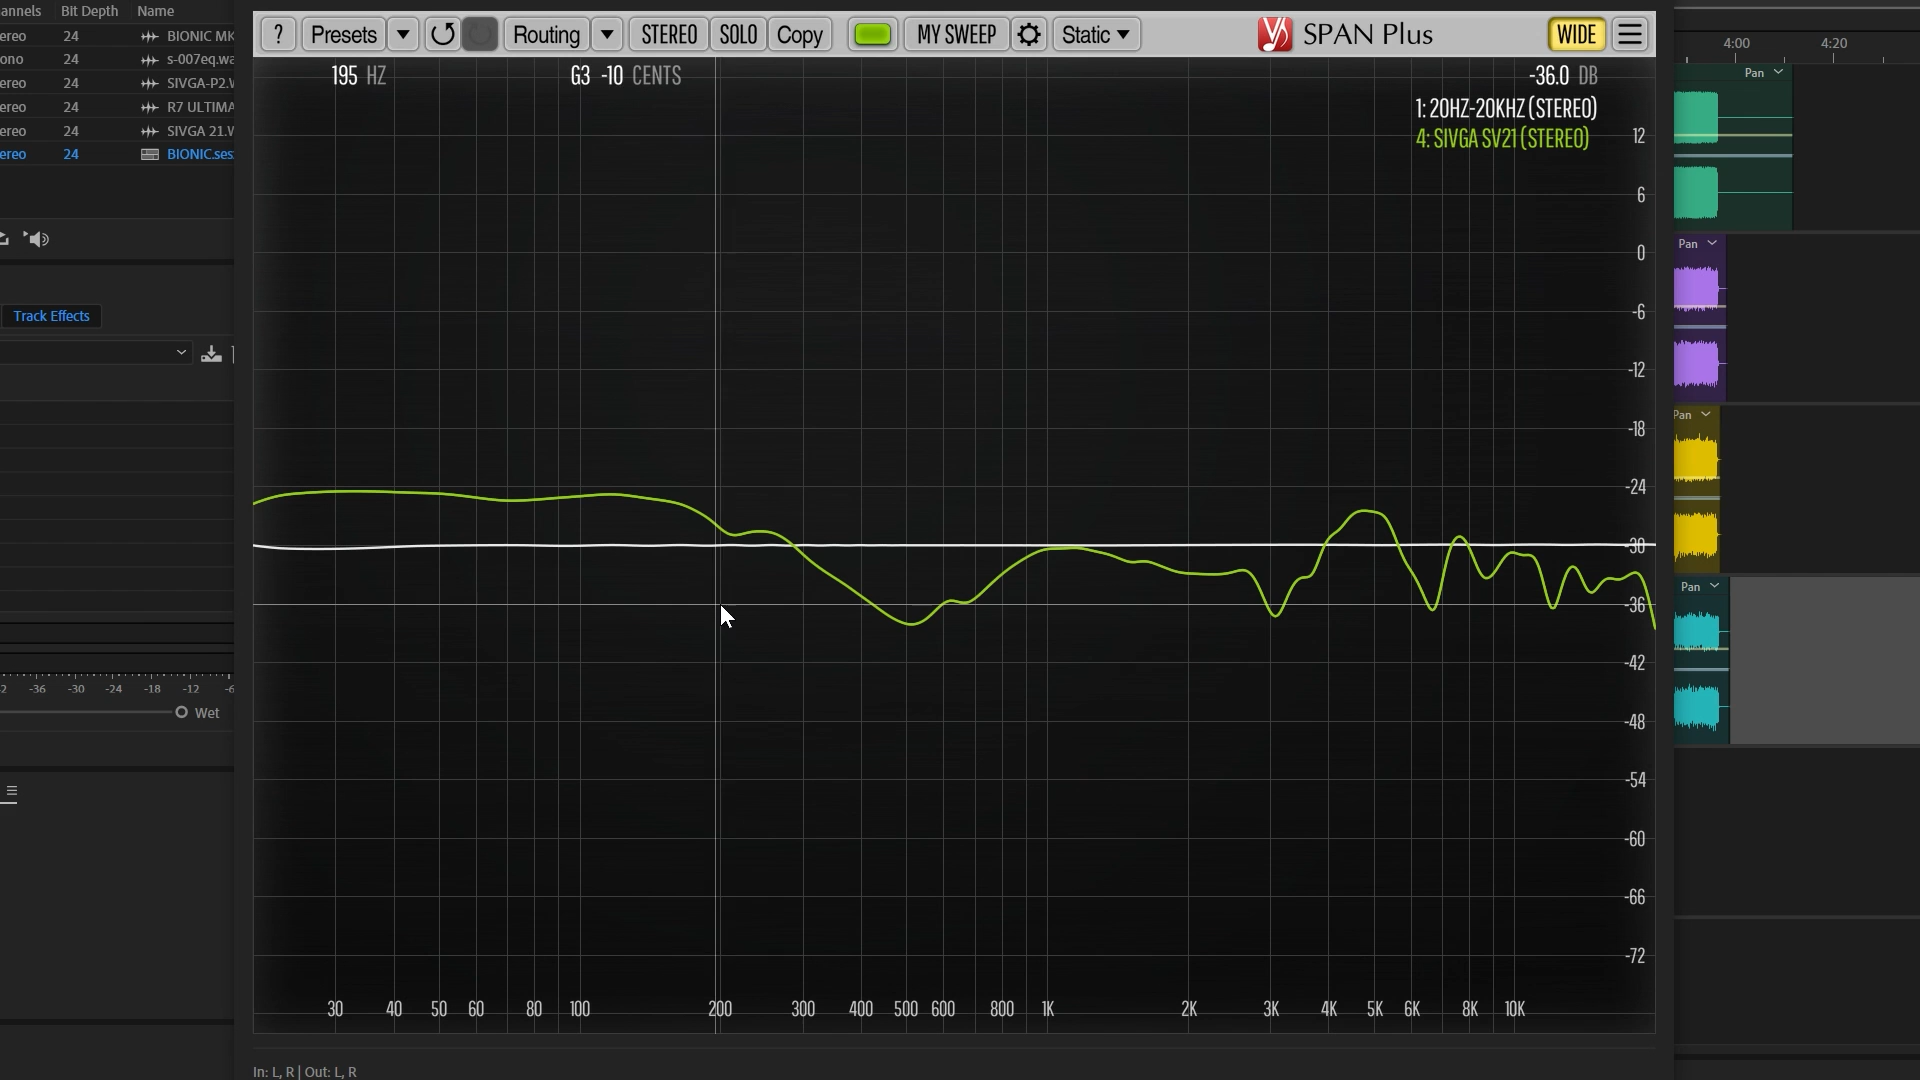 annels Bit Depth Name
ereo 24 BIONIC MK
ono 24 s-007eq.wa
ereo 24 SIVGA-P2.V
ereo 24 R7 ULTIMA
ereo 24 SIVGA 21.V
ereo 24 BIONIC.ses
Track Effects
-36 -30 -24 -18 -12 -6
Wet
? Presets Routing STEREO SOLO Copy MY SWEEP Static SPAN Plus WIDE
195 HZ G3 -10 CENTS -36.0 DB
1: 20HZ-20KHZ (STEREO)
4: SIVGA SV21 (STEREO)
12
6
0
-6
-12
-18
-24
-30
-36
-42
-48
-54
-60
-66
-72
30 40 50 60 80 100 200 300 400 500 600 800 1K 2K 3K 4K 5K 6K 8K 10K
In: L, R | Out: L, R
4:00 4:20
Pan
Pan
Pan
Pan